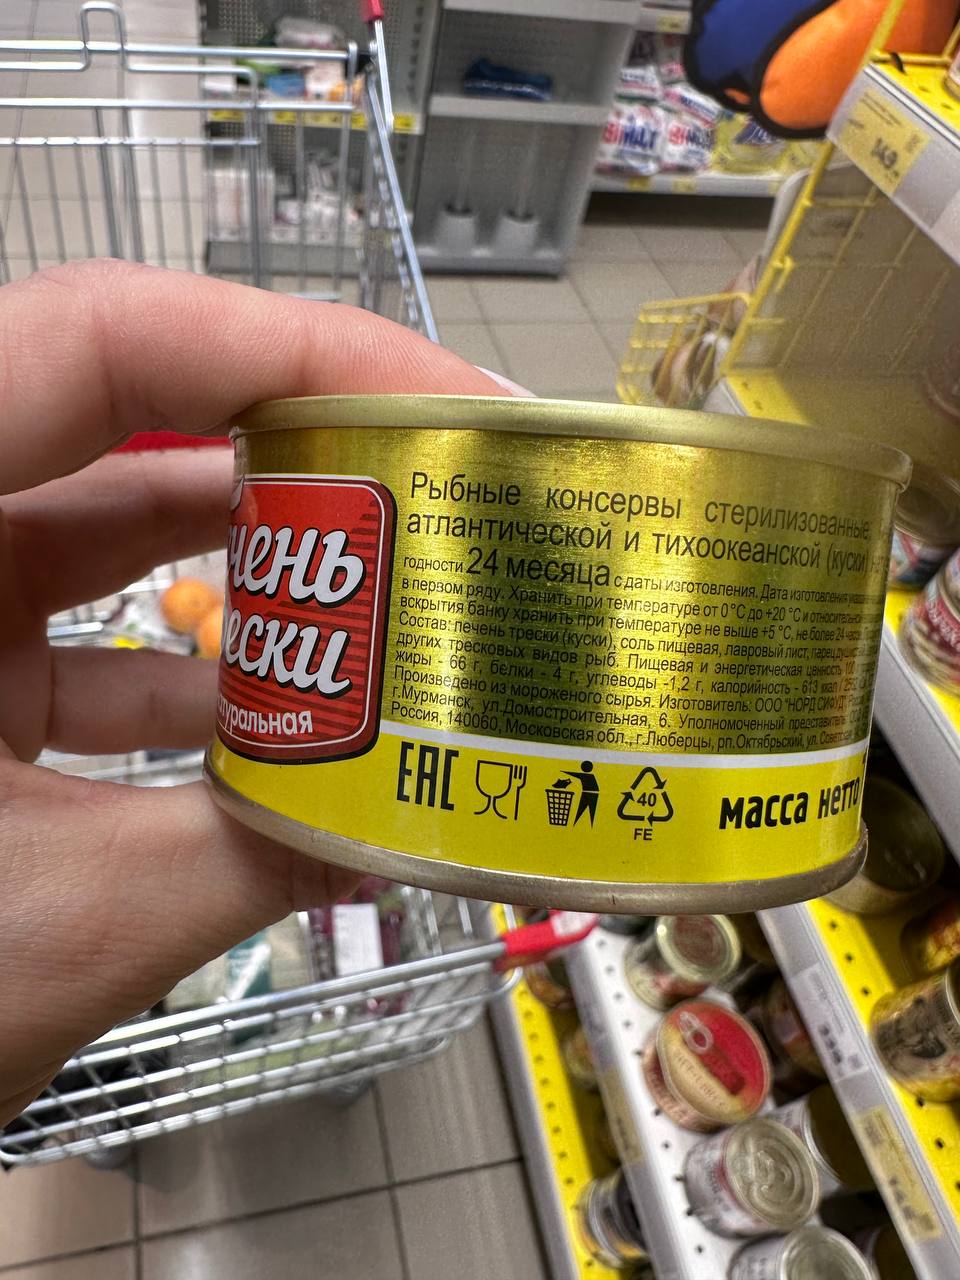 чень
ески
туральная
Рыбные консервы стерилизованные.
атлантической и тихоокеанской (куски)
годности 24 месяца с даты изготовления. Дата изготовления
в первом ряду. Хранить при температуре от 0°С до +20 °С и относительной
вскрытия банку хранить при температуре не выше +5 °С, не более 24 часов
Состав: печень трески (куски), соль пищевая, лавровый лист, перец душистый
других тресковых видов рыб. Пищевая и энергетическая ценность 100
жиры - 66 г, белки - 4 г, углеводы -1,2 г, калорийность - 613 ккал
Произведено из мороженого сырья. Изготовитель: ООО "НОРД СИФУД"
г.Мурманск, ул.Домостроительная, 6. Уполномоченный представитель
Россия, 140060, Московская обл., г.Люберцы, рп.Октябрьский, ул.
ЕАС
40
FE
масса нетто
БИМАКС